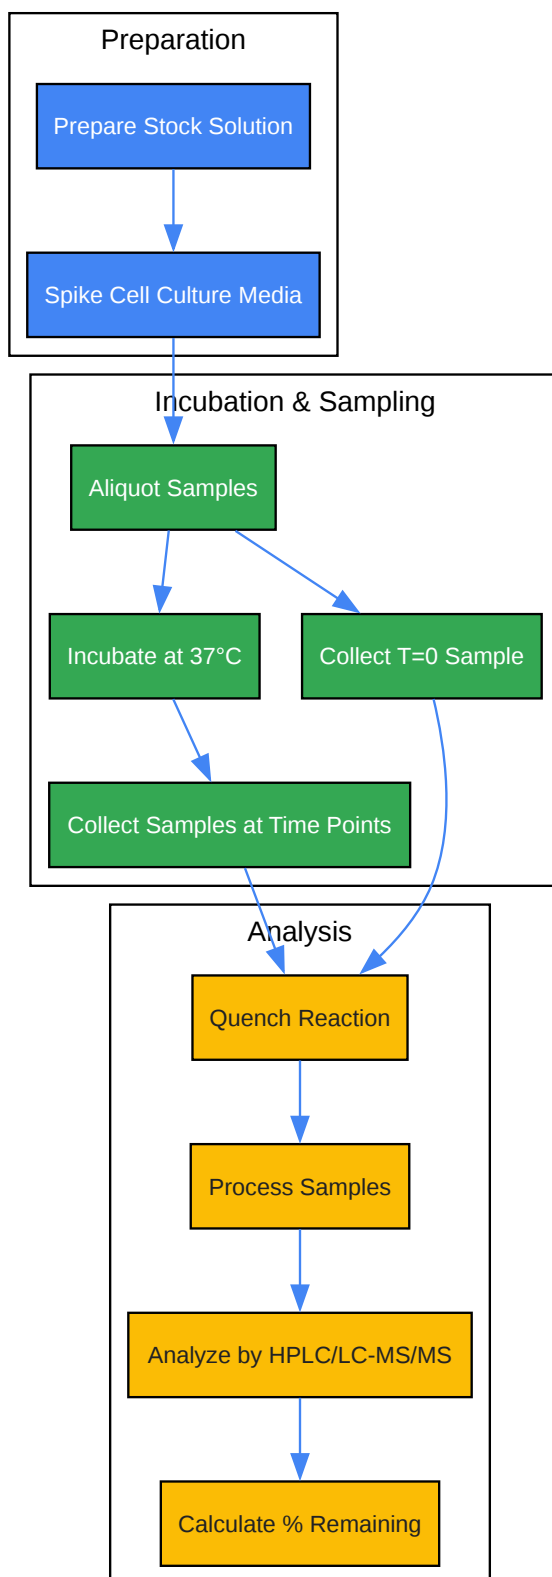 Preparation
Prepare Stock Solution
Spike Cell Culture Media
Incubation & Sampling
Aliquot Samples
Incubate at 37°C
Collect T=0 Sample
Collect Samples at Time Points
Analysis
Quench Reaction
Process Samples
Analyze by HPLC/LC-MS/MS
Calculate % Remaining